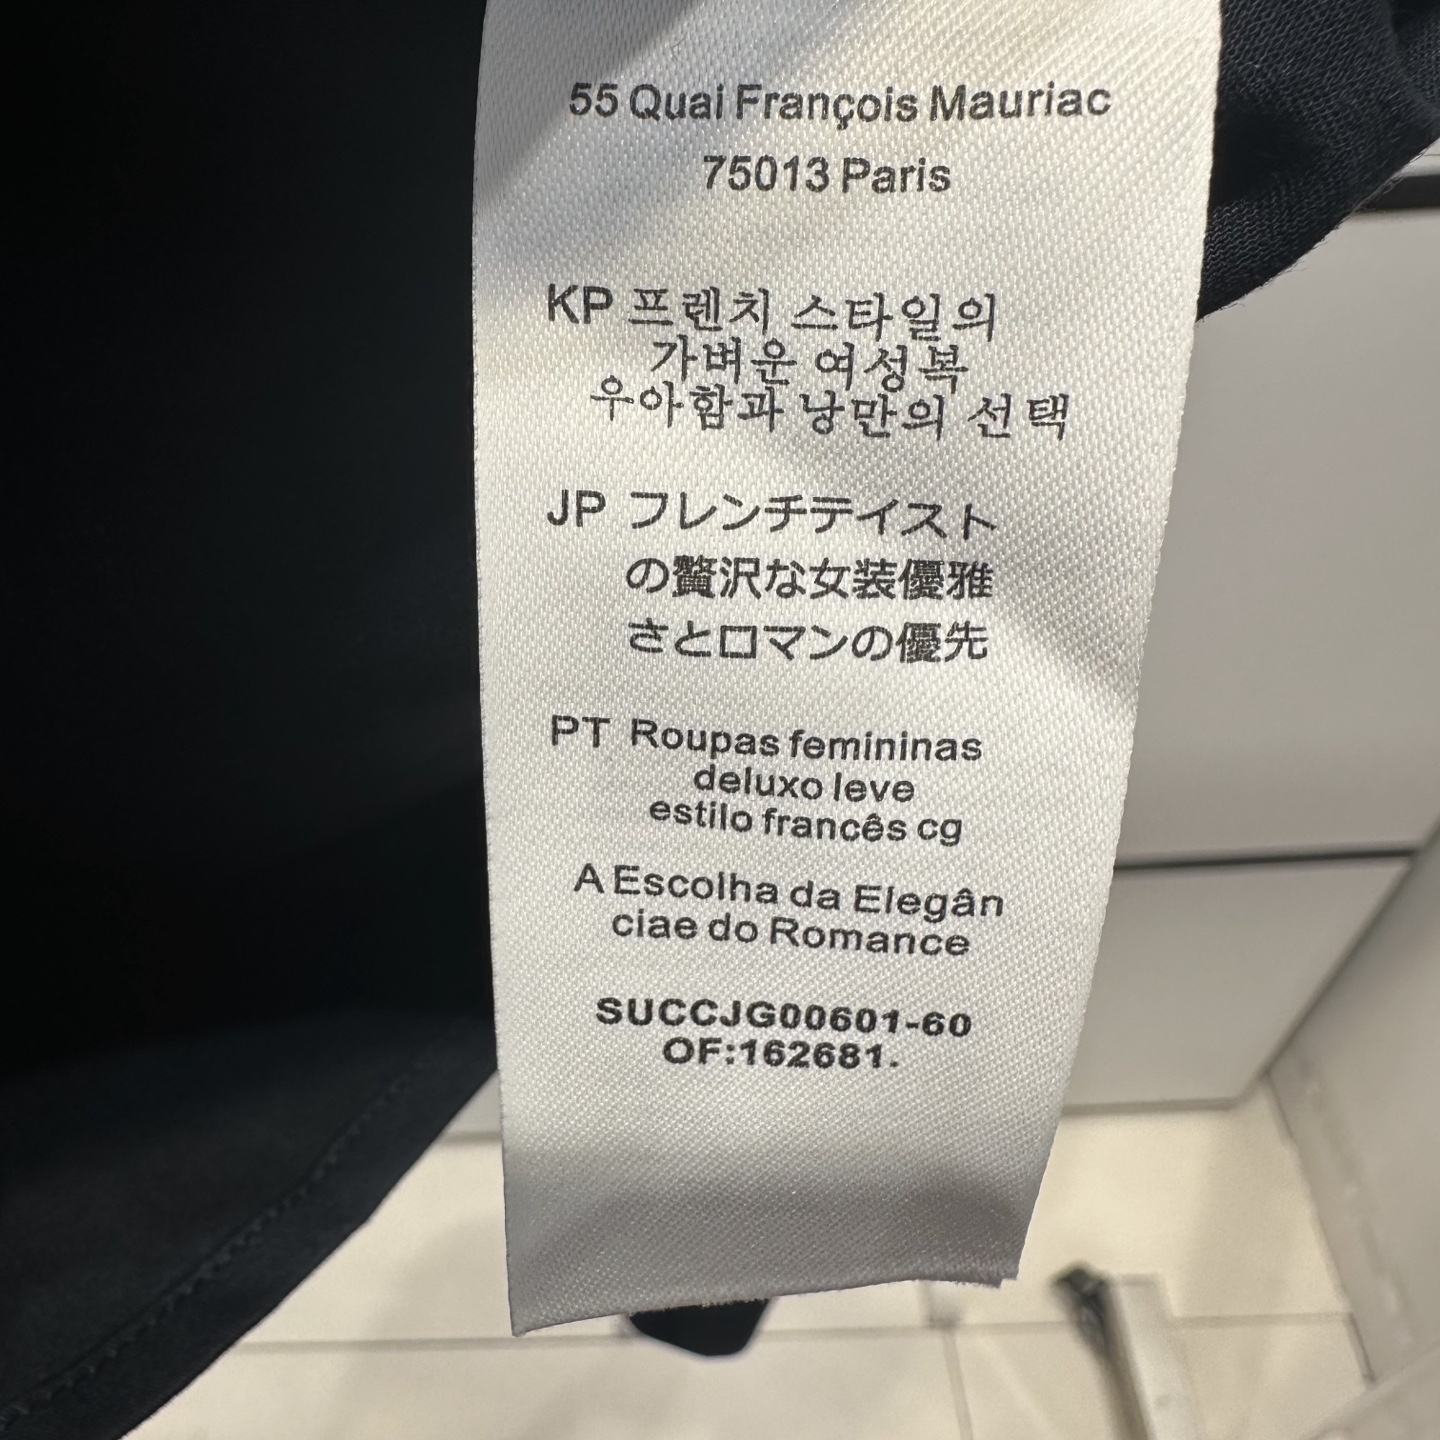 55 Quai François Mauriac
75013 Paris
KP 프렌치 스타일의
가벼운 여성복
우아함과 낭만의 선택
JP フレンチテイスト
の贅沢な女装優雅
さとロマンの優先
PT Roupas femininas
deluxo leve
estilo francês cg
A Escolha da Elegân
ciae do Romance
SUCCJG00601-60
OF:162681.